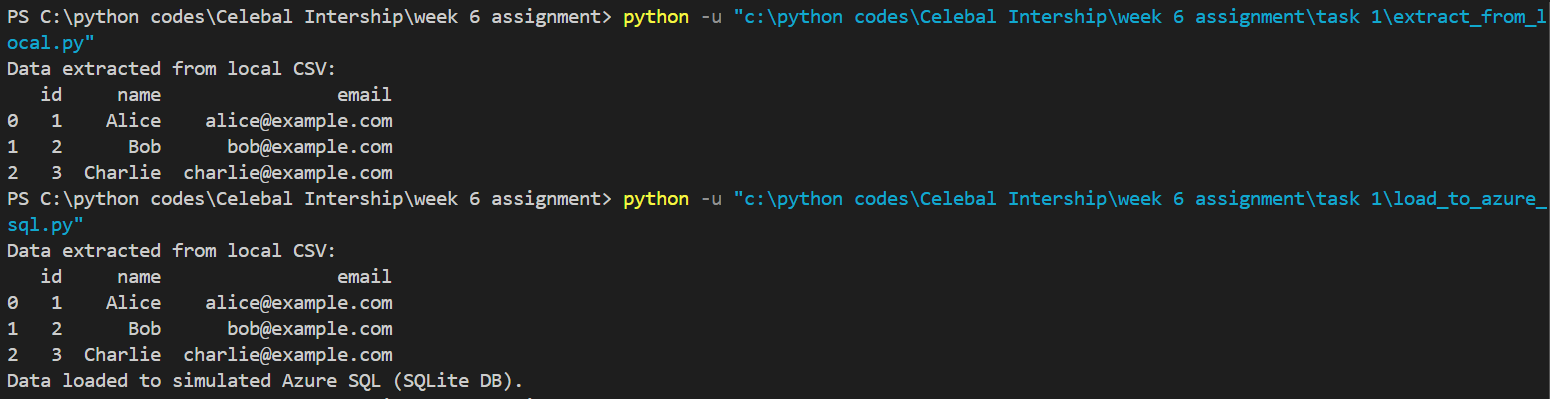 PS C:\python codes\Celebal Intership\week 6 assignment> python -u "c:\python codes\Celebal Intership\week 6 assignment\task 1\extract_from_l
ocal.py"
Data extracted from local CSV:
   id     name                email
0   1    Alice    alice@example.com
1   2      Bob      bob@example.com
2   3  Charlie  charlie@example.com
PS C:\python codes\Celebal Intership\week 6 assignment> python -u "c:\python codes\Celebal Intership\week 6 assignment\task 1\load_to_azure_
sql.py"
Data extracted from local CSV:
   id     name                email
0   1    Alice    alice@example.com
1   2      Bob      bob@example.com
2   3  Charlie  charlie@example.com
Data loaded to simulated Azure SQL (SQLite DB).